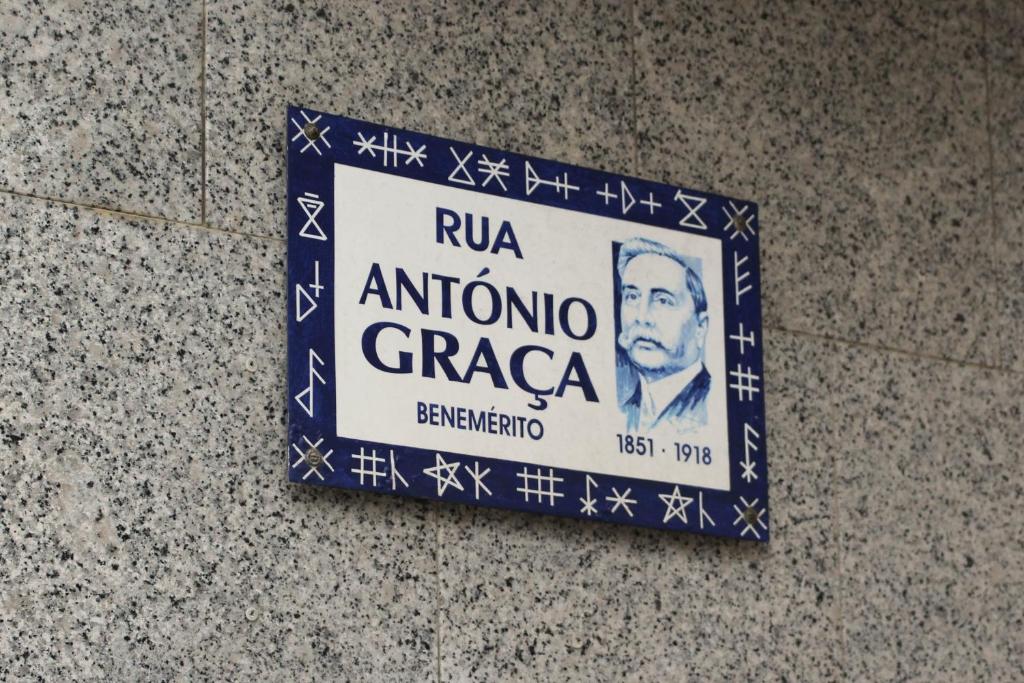 RUA
ANTÓNIO
GRAÇA
BENEMÉRITO
1851 · 1918